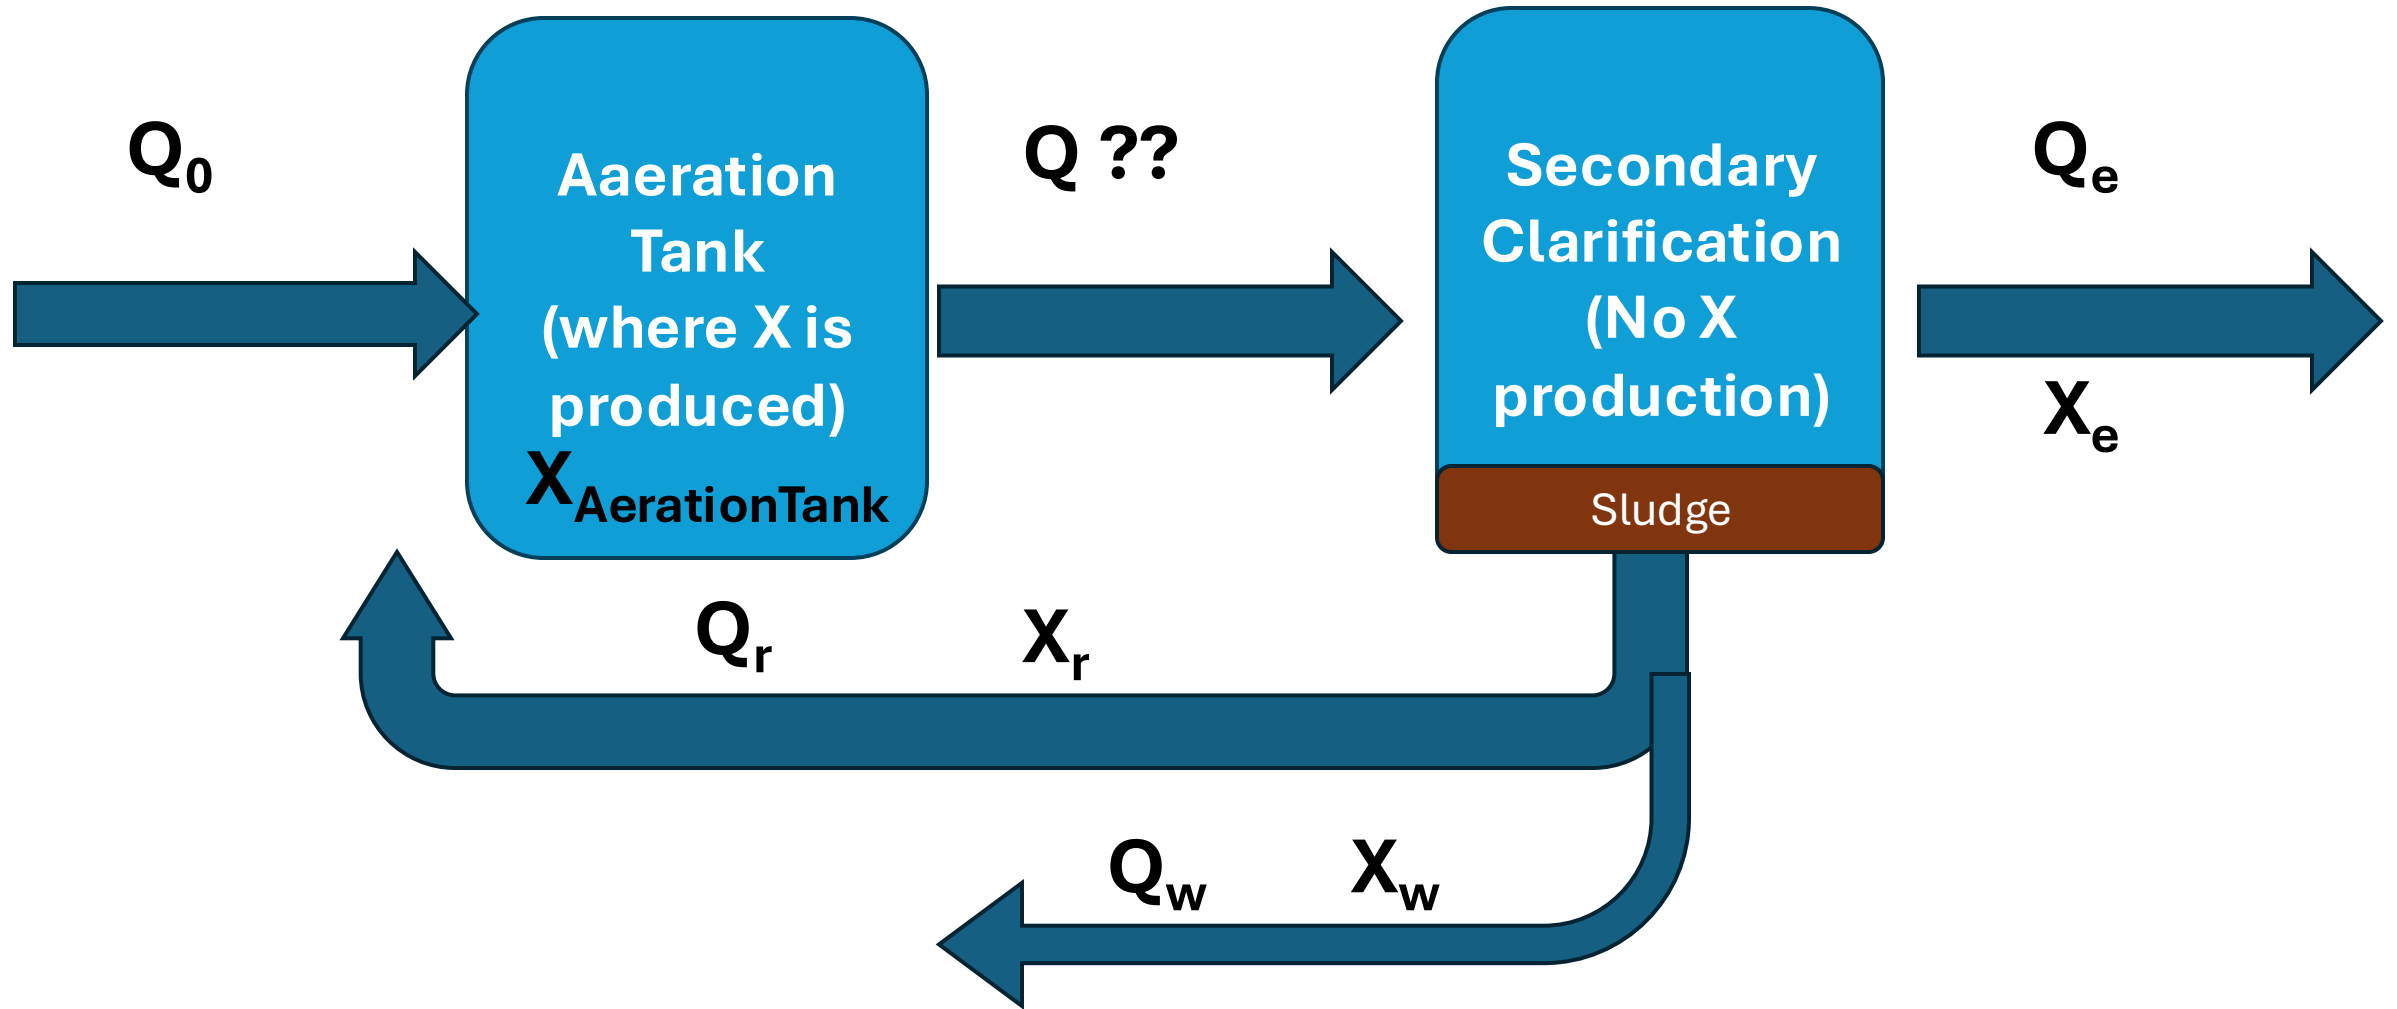 Q0
Aaeration
Tank
(where X is
produced)
XAerationTank
Q ??
Secondary
Clarification
(No X
production)
Sludge
Qe
Xe
Qr
Xr
Qw
Xw